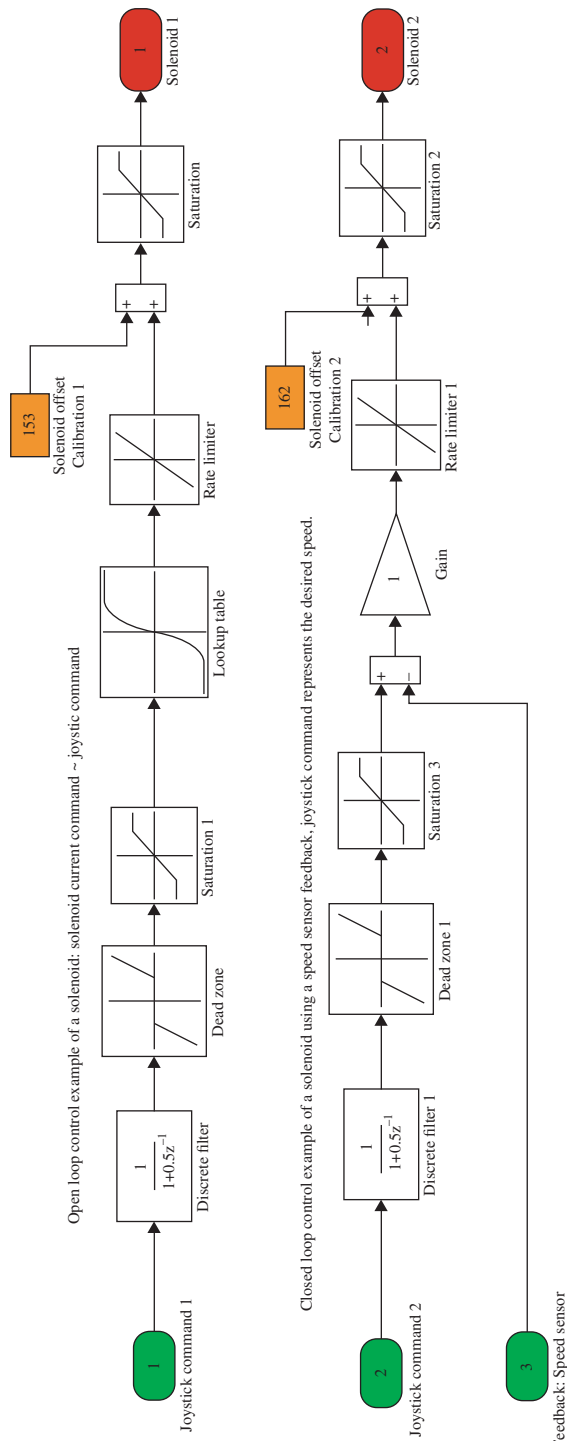 Open loop control example of a solenoid: solenoid current command ~ joystic command
1
Joystick command 1
1
1+0.5z⁻¹
Discrete filter
Dead zone
Saturation 1
Lookup table
Rate limiter
153
Solenoid offset
Calibration 1
+
+
Saturation
1
Solenoid 1
Closed loop control example of a solenoid using a speed sensor feedback, joystick command represents the desired speed.
2
Joystick command 2
1
1+0.5z⁻¹
Discrete filter 1
Dead zone 1
Saturation 3
+
−
1
Gain
Rate limiter 1
162
Solenoid offset
Calibration 2
+
+
Saturation 2
2
Solenoid 2
3
Feedback: Speed sensor